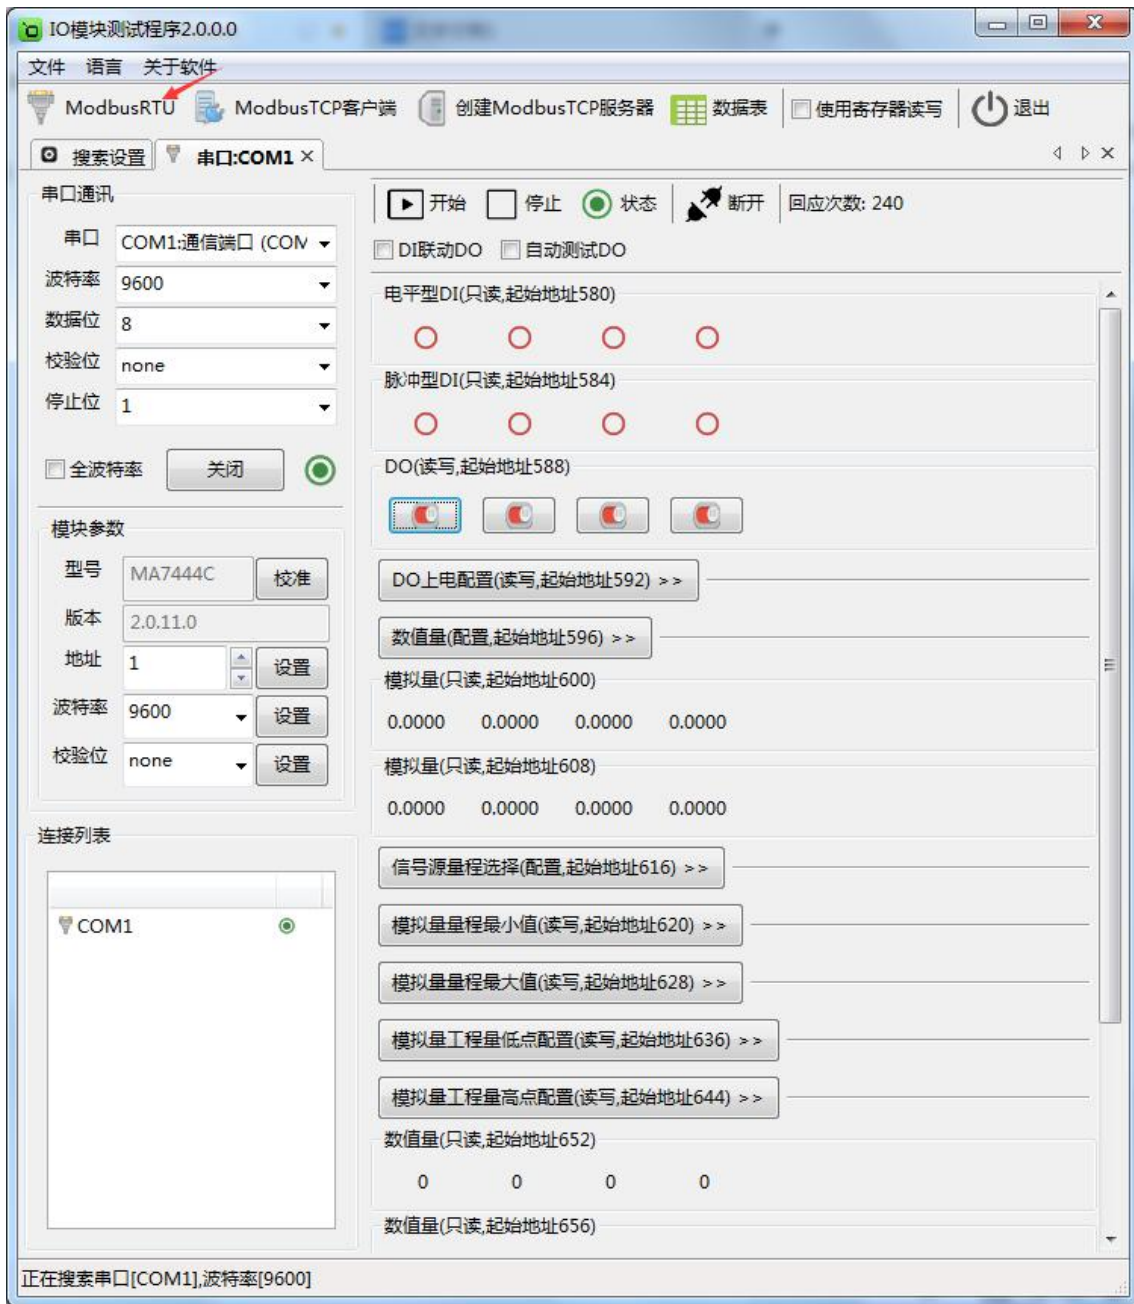 IO模块测试程序2.0.0.0
文件 语言 关于软件
ModbusRTU ModbusTCP客户端 创建ModbusTCP服务器 数据表 使用寄存器读写 退出
搜索设置 串口:COM1
串口通讯
串口 COM1:通信端口 (COM
波特率 9600
数据位 8
校验位 none
停止位 1
全波特率 关闭
模块参数
型号 MA7444C 校准
版本 2.0.11.0
地址 1 设置
波特率 9600 设置
校验位 none 设置
连接列表
COM1
开始 停止 状态 断开 回应次数: 240
DI联动DO 自动测试DO
电平型DI(只读,起始地址580)
脉冲型DI(只读,起始地址584)
DO(读写,起始地址588)
DO上电配置(读写,起始地址592) >>
数值量(配置,起始地址596) >>
模拟量(只读,起始地址600)
0.0000 0.0000 0.0000 0.0000
模拟量(只读,起始地址608)
0.0000 0.0000 0.0000 0.0000
信号源量程选择(配置,起始地址616) >>
模拟量量程最小值(读写,起始地址620) >>
模拟量量程最大值(读写,起始地址628) >>
模拟量工程量低点配置(读写,起始地址636) >>
模拟量工程量高点配置(读写,起始地址644) >>
数值量(只读,起始地址652)
0 0 0 0
数值量(只读,起始地址656)
正在搜索串口[COM1],波特率[9600]